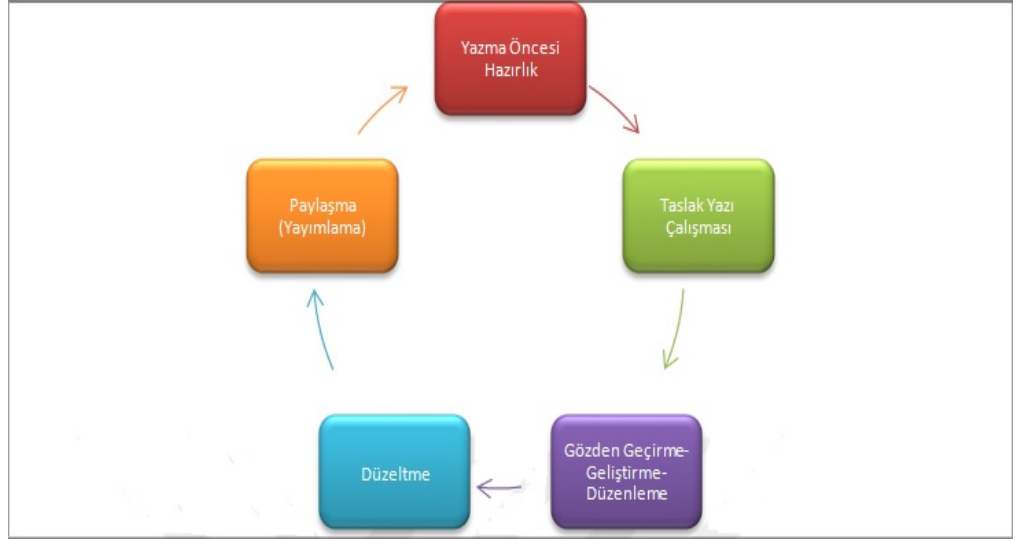 Yazma Öncesi
Hazırlık
Taslak Yazı
Çalışması
Gözden Geçirme-
Geliştirme-
Düzenleme
Düzeltme
Paylaşma
(Yayımlama)